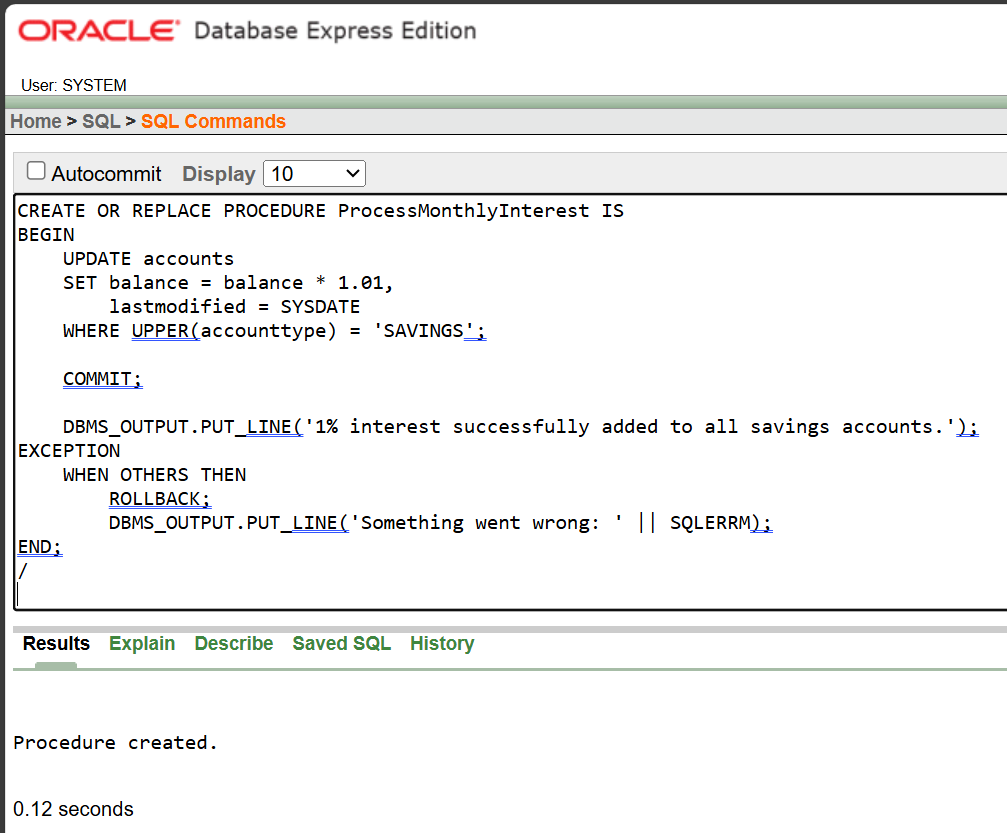 ORACLE® Database Express Edition
User: SYSTEM
Home > SQL > SQL Commands
Autocommit Display 10
CREATE OR REPLACE PROCEDURE ProcessMonthlyInterest IS
BEGIN
    UPDATE accounts
    SET balance = balance * 1.01,
        lastmodified = SYSDATE
    WHERE UPPER(accounttype) = 'SAVINGS';
    COMMIT;
    DBMS_OUTPUT.PUT_LINE('1% interest successfully added to all savings accounts.');
EXCEPTION
    WHEN OTHERS THEN
        ROLLBACK;
        DBMS_OUTPUT.PUT_LINE('Something went wrong: ' || SQLERRM);
END;
/
Results Explain Describe Saved SQL History
Procedure created.
0.12 seconds